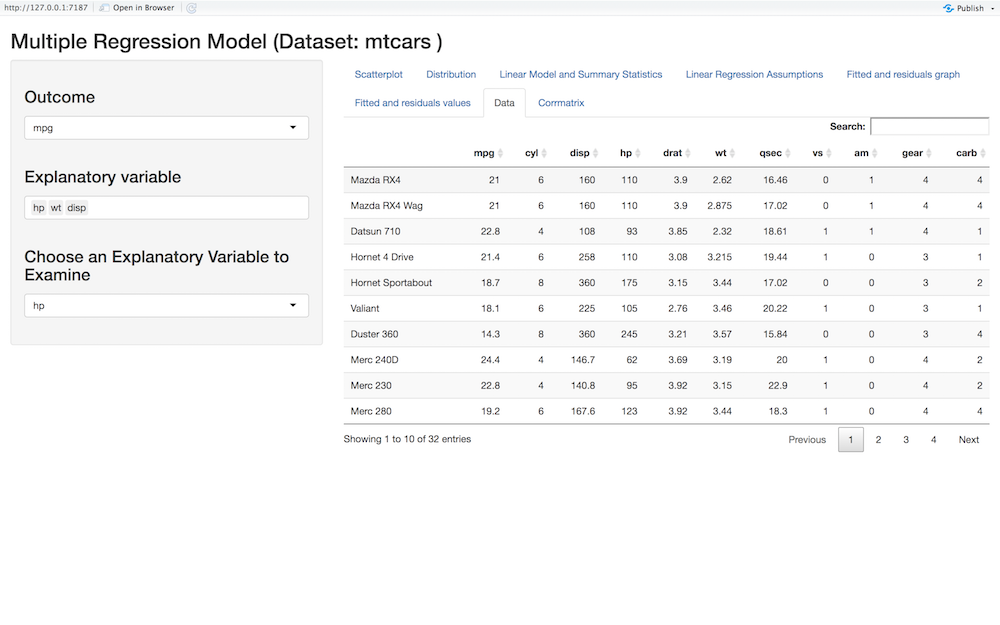 http://127.0.0.1:7187 Open in Browser Publish
Multiple Regression Model (Dataset: mtcars )
Outcome
mpg
Explanatory variable
hp wt disp
Choose an Explanatory Variable to
Examine
hp
Scatterplot Distribution Linear Model and Summary Statistics Linear Regression Assumptions Fitted and residuals graph
Fitted and residuals values Data Corrmatrix
Search:
mpg cyl disp hp drat wt qsec vs am gear carb
Mazda RX4 21 6 160 110 3.9 2.62 16.46 0 1 4 4
Mazda RX4 Wag 21 6 160 110 3.9 2.875 17.02 0 1 4 4
Datsun 710 22.8 4 108 93 3.85 2.32 18.61 1 1 4 1
Hornet 4 Drive 21.4 6 258 110 3.08 3.215 19.44 1 0 3 1
Hornet Sportabout 18.7 8 360 175 3.15 3.44 17.02 0 0 3 2
Valiant 18.1 6 225 105 2.76 3.46 20.22 1 0 3 1
Duster 360 14.3 8 360 245 3.21 3.57 15.84 0 0 3 4
Merc 240D 24.4 4 146.7 62 3.69 3.19 20 1 0 4 2
Merc 230 22.8 4 140.8 95 3.92 3.15 22.9 1 0 4 2
Merc 280 19.2 6 167.6 123 3.92 3.44 18.3 1 0 4 4
Showing 1 to 10 of 32 entries
Previous 1 2 3 4 Next